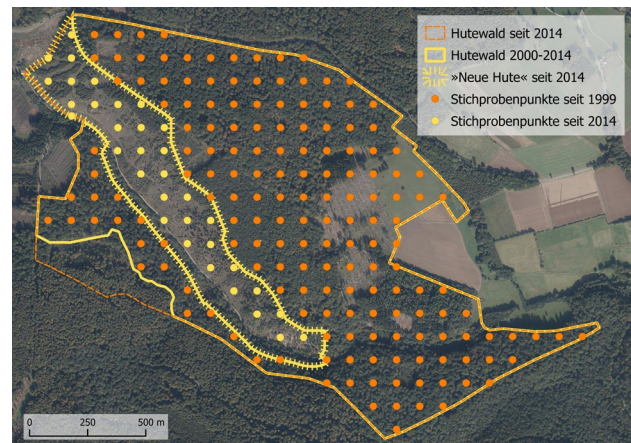 Hutewald seit 2014
Hutewald 2000-2014
»Neue Hute« seit 2014
Stichprobenpunkte seit 1999
Stichprobenpunkte seit 2014
0 250 500 m